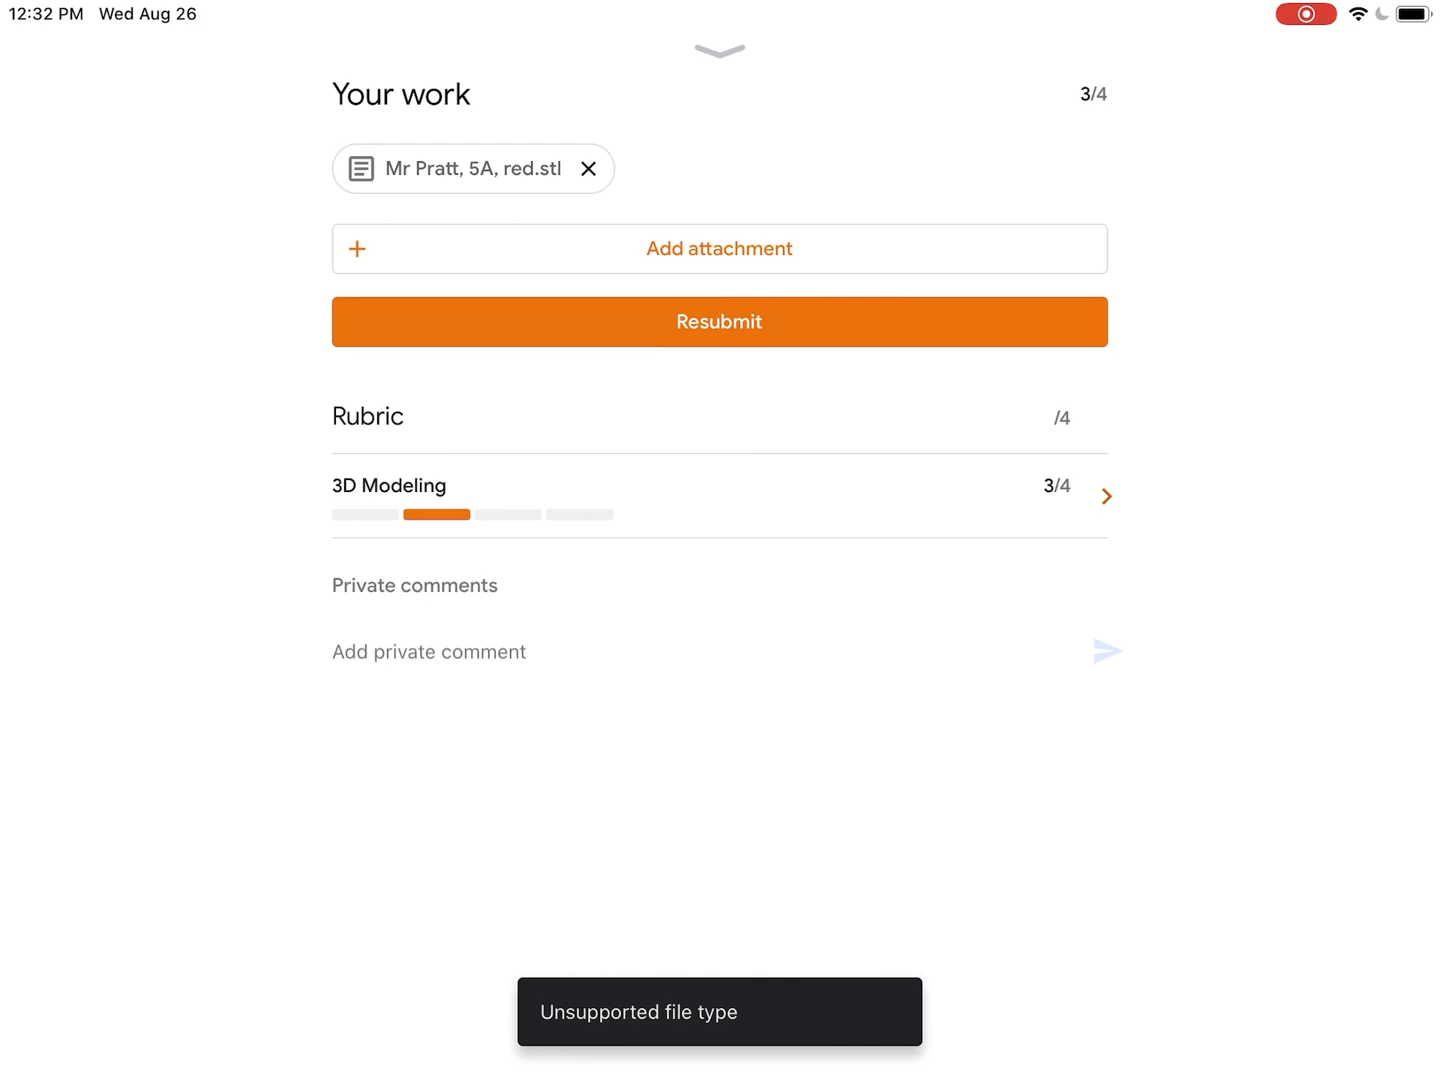 12:32 PM Wed Aug 26
Your work 3/4
Mr Pratt, 5A, red.stl
Add attachment
Resubmit
Rubric /4
3D Modeling 3/4
Private comments
Add private comment
Unsupported file type